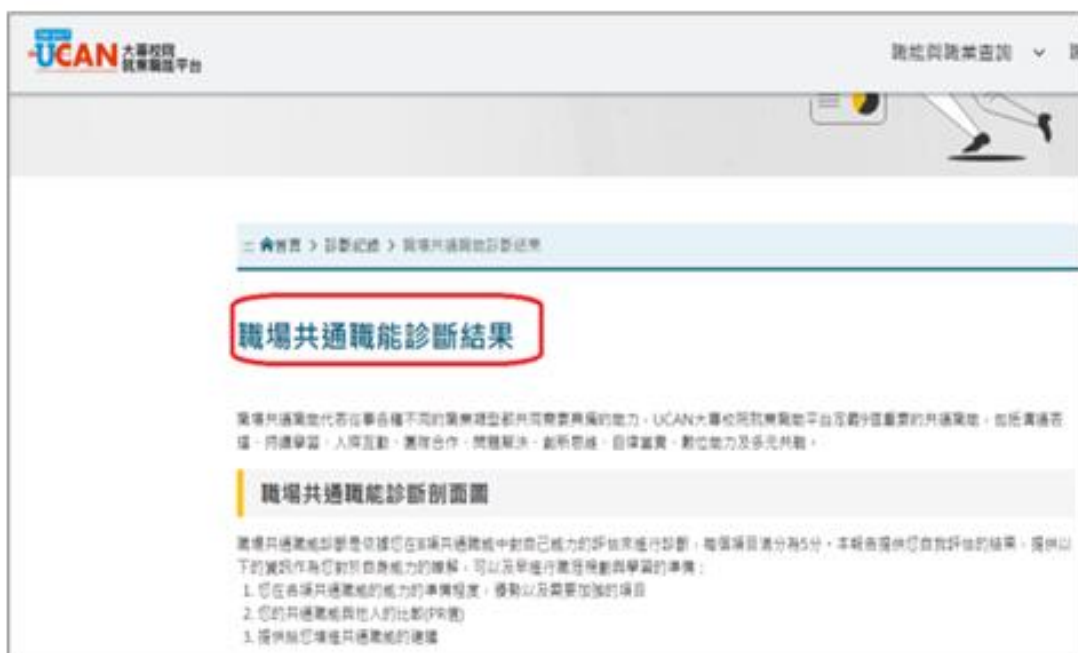 UCAN 大專校院
就業職能平台
職能與職業查詢
首頁 > 診斷紀錄 > 職場共通職能診斷結果
職場共通職能診斷結果
職場共通職能代表從事各種不同的職業類型都共同需要具備的能力，UCAN大專校院就業職能平台定義9項重要的共通職能，包括溝通表
達、持續學習、人際互動、團隊合作、問題解決、創新思維、自律當責、數位能力及多元共融。
職場共通職能診斷剖面圖
職場共通職能診斷是依據您在8項共通職能中對自己能力的評估來進行診斷，每個項目滿分為5分。本報告提供您自我評估的結果，提供以
下的資訊作為您對於自身能力的瞭解，可以及早進行職涯規劃與學習的準備：
1. 您在各項共通職能的能力的準備程度，優勢以及需要加強的項目
2. 您的共通職能與他人的比較(PR值)
3. 提供給您增進共通職能的建議